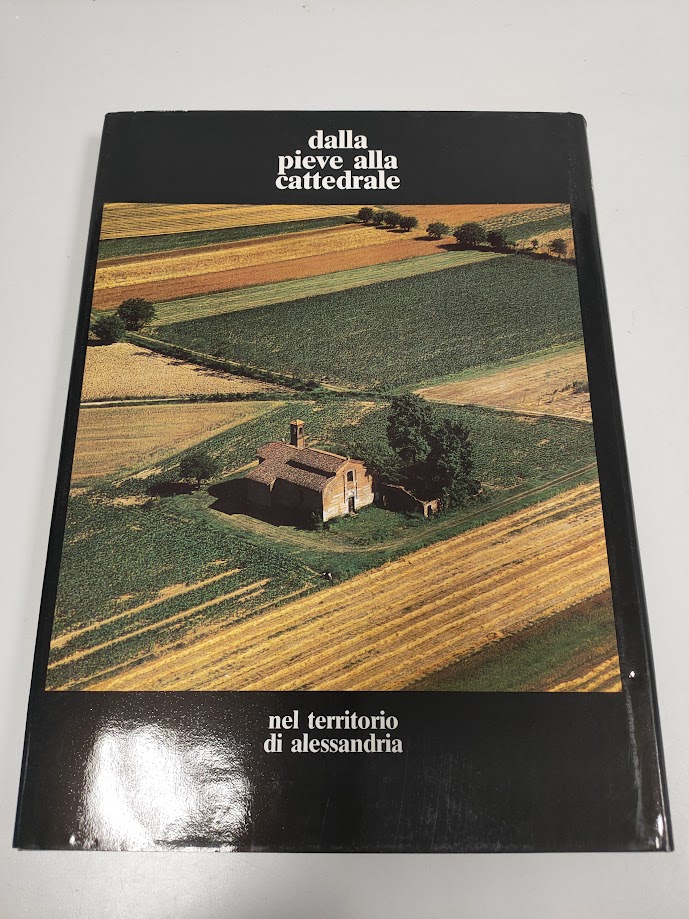 dalla
pieve alla
cattedrale
nel territorio
di alessandria